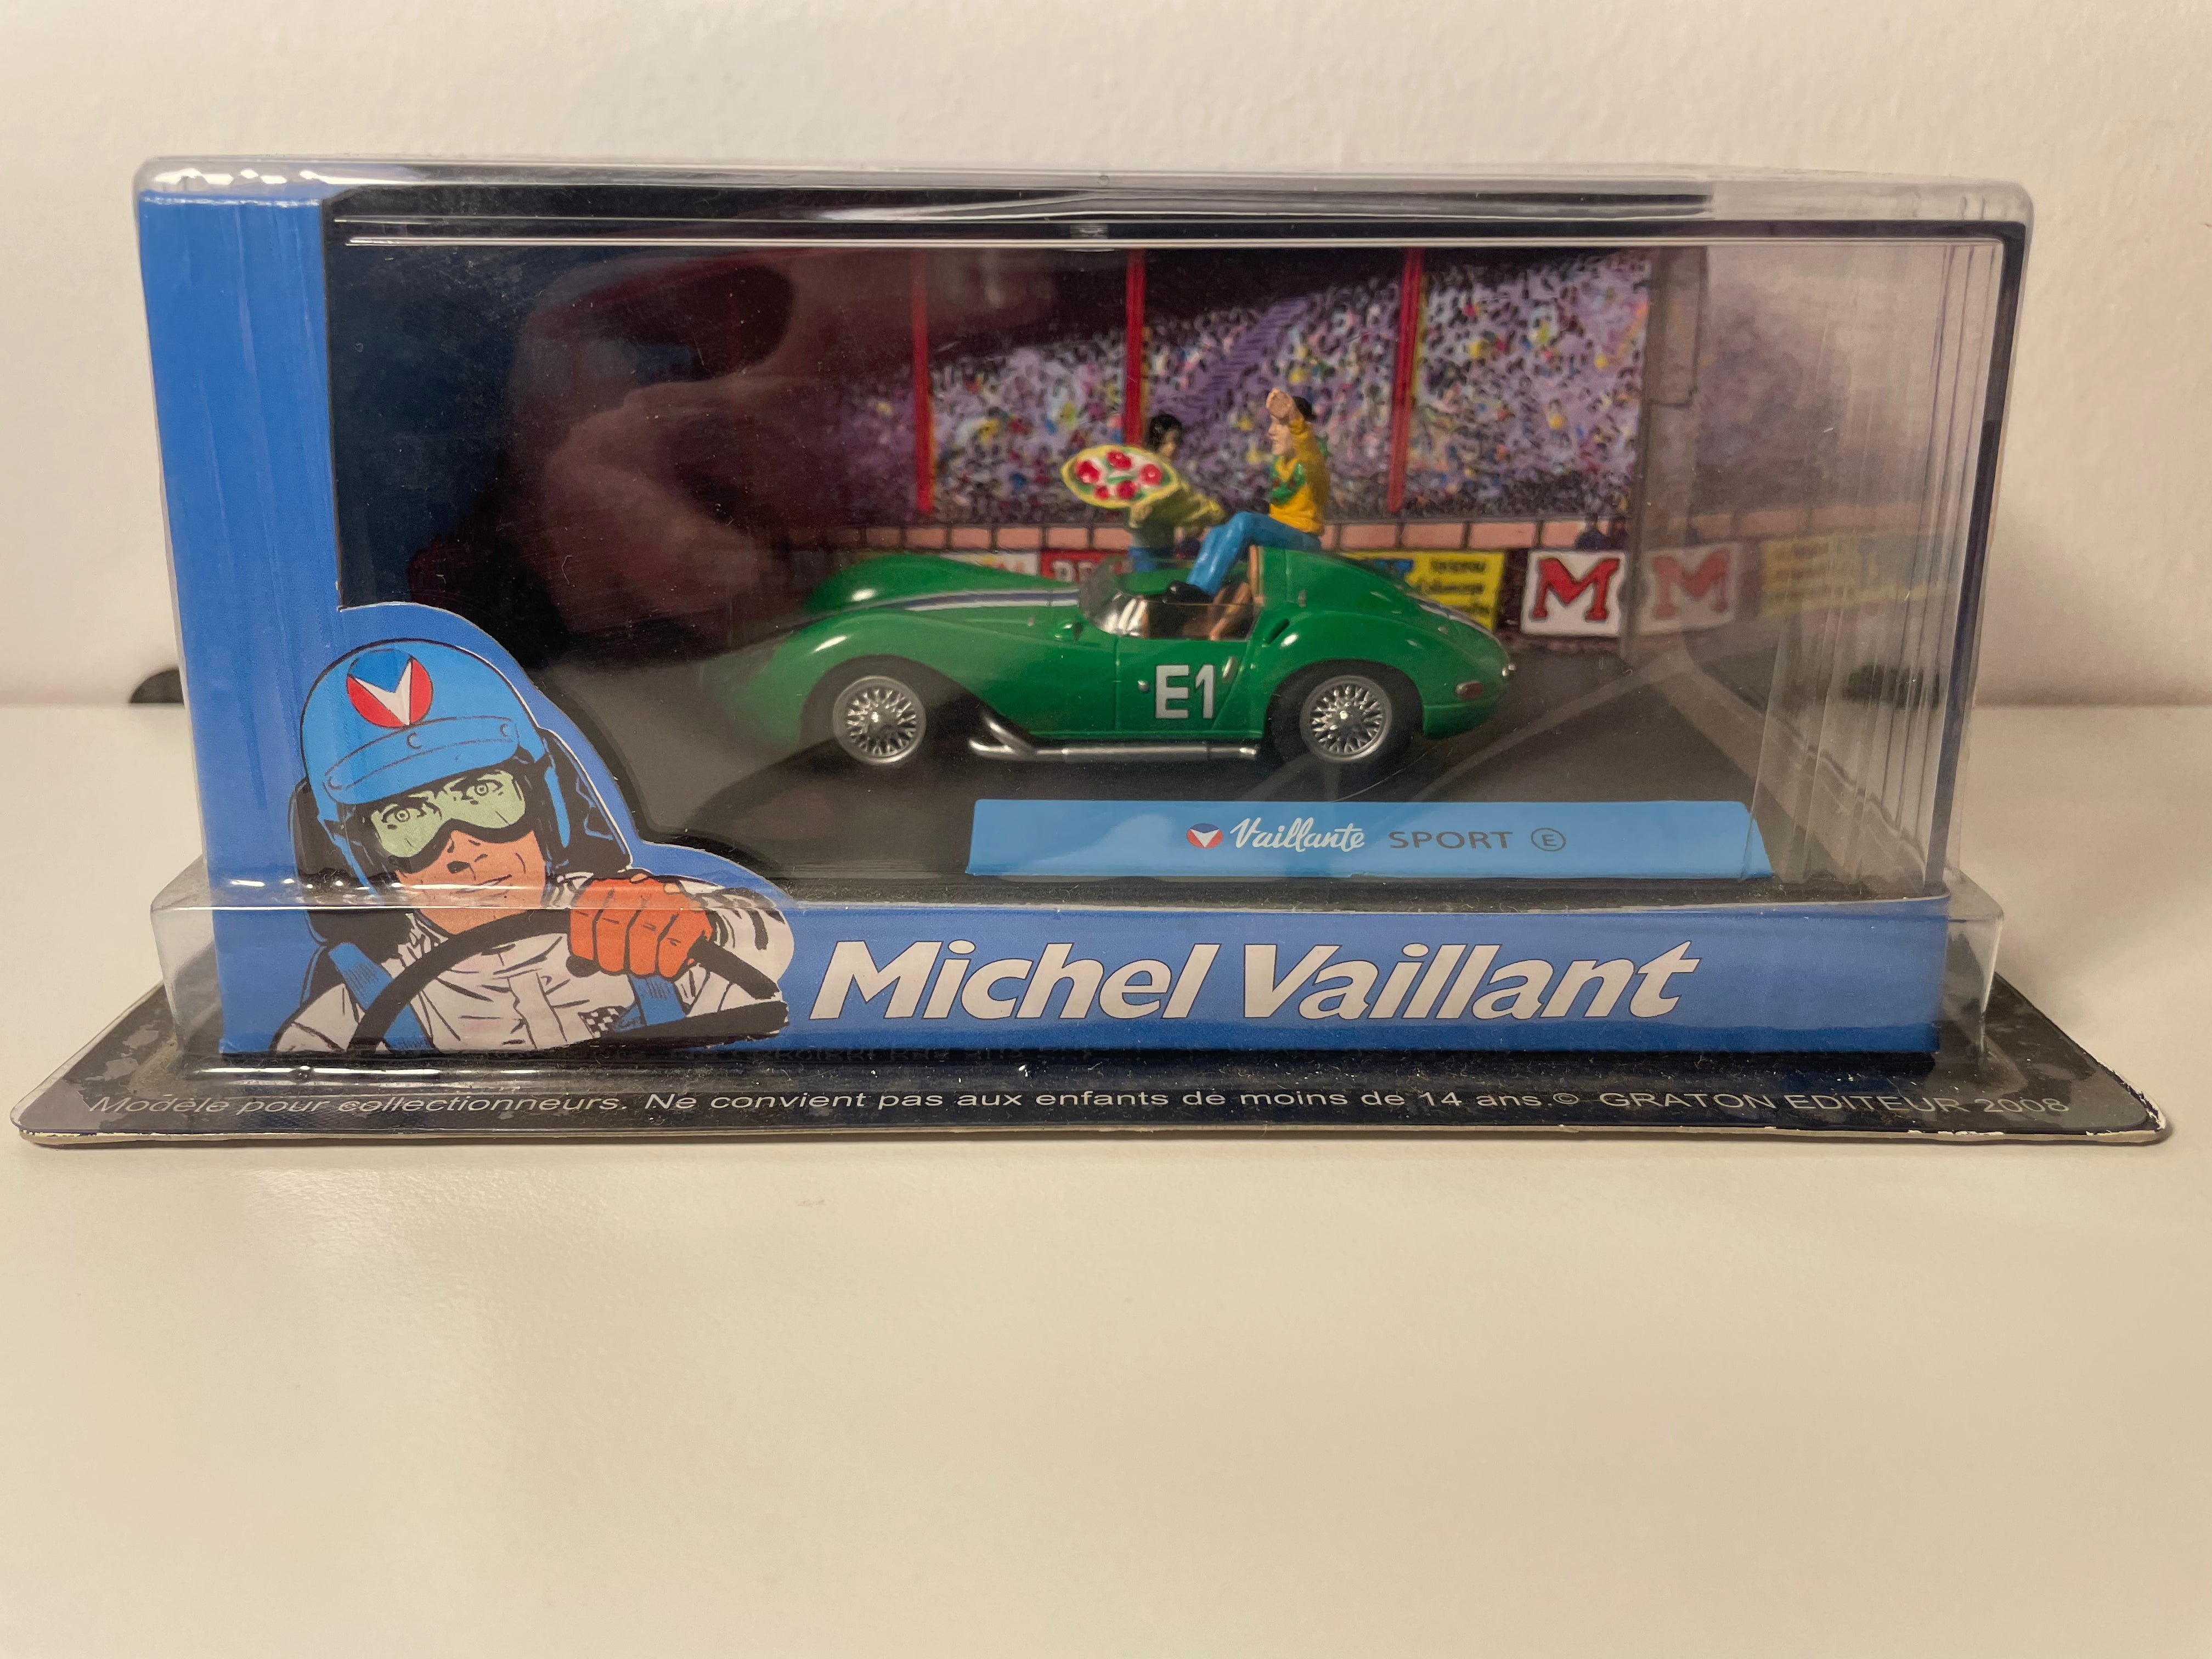 E1
M
M
Vaillante SPORT E
Michel Vaillant
Modèle pour collectionneurs. Ne convient pas aux enfants de moins de 14 ans.© GRATON EDITEUR 2008